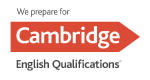 We prepare for
Cambridge
English Qualifications